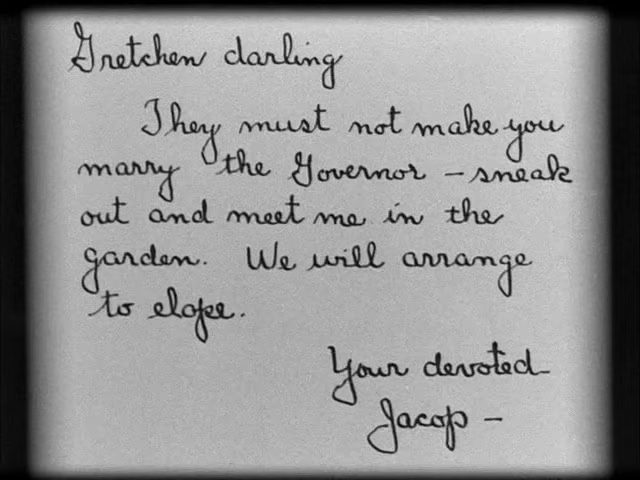 Gretchen darling
They must not make you
marry the Governor – sneak
out and meet me in the
garden. We will arrange
to elope.
Your devoted
Jacop –